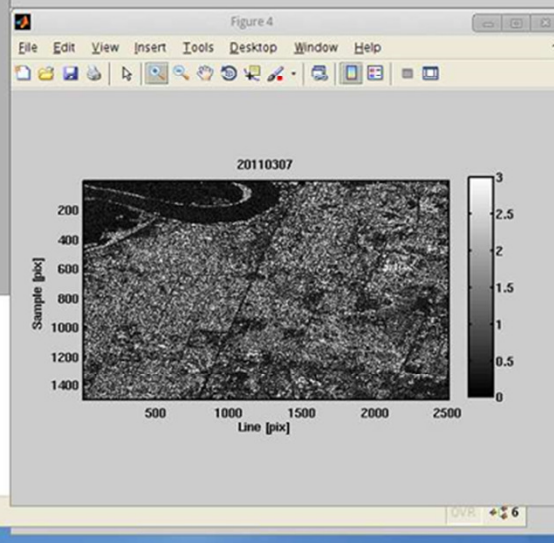 Figure 4
File Edit View Insert Tools Desktop Window Help
20110307
200
400
600
800
1000
1200
1400
Sample [pix]
500 1000 1500 2000 2500
Line [pix]
3
2.5
2
1.5
1
0.5
0
OVR 6